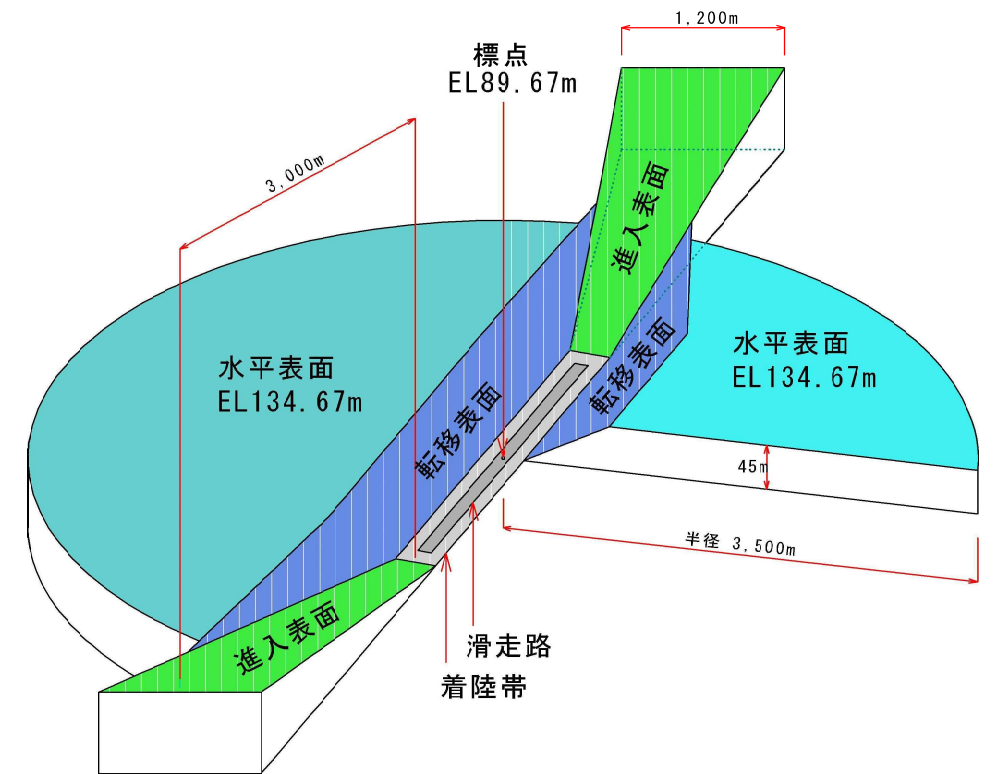 1,200m
標点
EL89.67m
3,000m
進入表面
水平表面
EL134.67m
水平表面
EL134.67m
転移表面
転移表面
45m
半径 3,500m
進入表面
滑走路
着陸帯